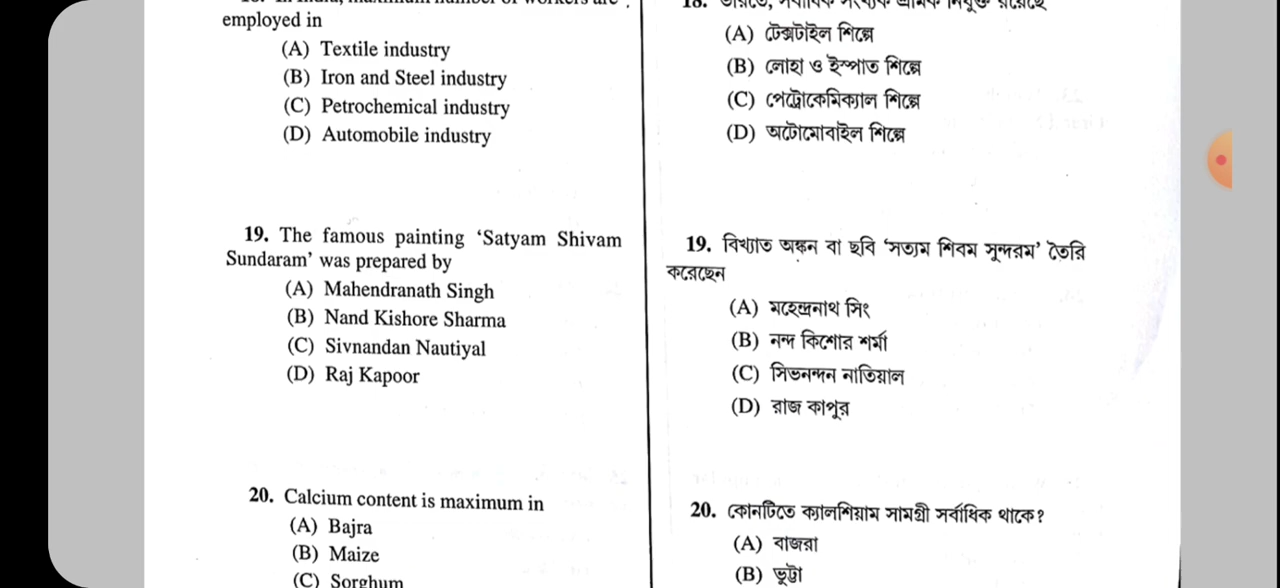 employed in
(A) Textile industry
(B) Iron and Steel industry
(C) Petrochemical industry
(D) Automobile industry
19. The famous painting ‘Satyam Shivam
Sundaram’ was prepared by
(A) Mahendranath Singh
(B) Nand Kishore Sharma
(C) Sivnandan Nautiyal
(D) Raj Kapoor
20. Calcium content is maximum in
(A) Bajra
(B) Maize
(C) Sorghum
(A) টেক্সটাইল শিল্পে
(B) লোহা ও ইস্পাত শিল্পে
(C) পেট্রোকেমিক্যাল শিল্পে
(D) অটোমোবাইল শিল্পে
19. বিখ্যাত অঙ্কন বা ছবি ‘সত্যম শিবম সুন্দরম’ তৈরি
করেছেন
(A) মহেন্দ্রনাথ সিং
(B) নন্দ কিশোর শর্মা
(C) সিভনন্দন নাতিয়াল
(D) রাজ কাপুর
20. কোনটিতে ক্যালশিয়াম সামগ্রী সর্বাধিক থাকে?
(A) বাজরা
(B) ভুট্টা